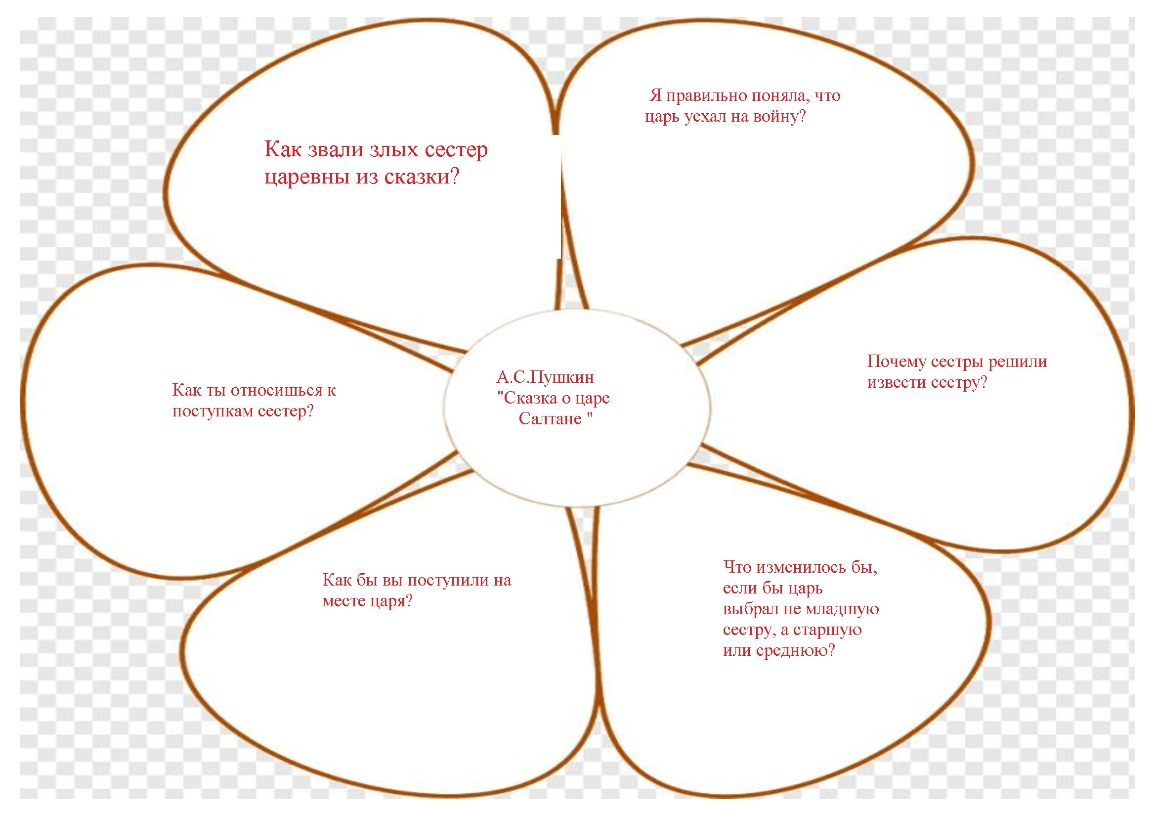 Как звали злых сестер
царевны из сказки?
Я правильно поняла, что
царь уехал на войну?
Почему сестры решили
извести сестру?
Что изменилось бы,
если бы царь
выбрал не младшую
сестру, а старшую
или среднюю?
Как бы вы поступили на
месте царя?
Как ты относишься к
поступкам сестер?
А.С.Пушкин
"Сказка о царе
Салтане "